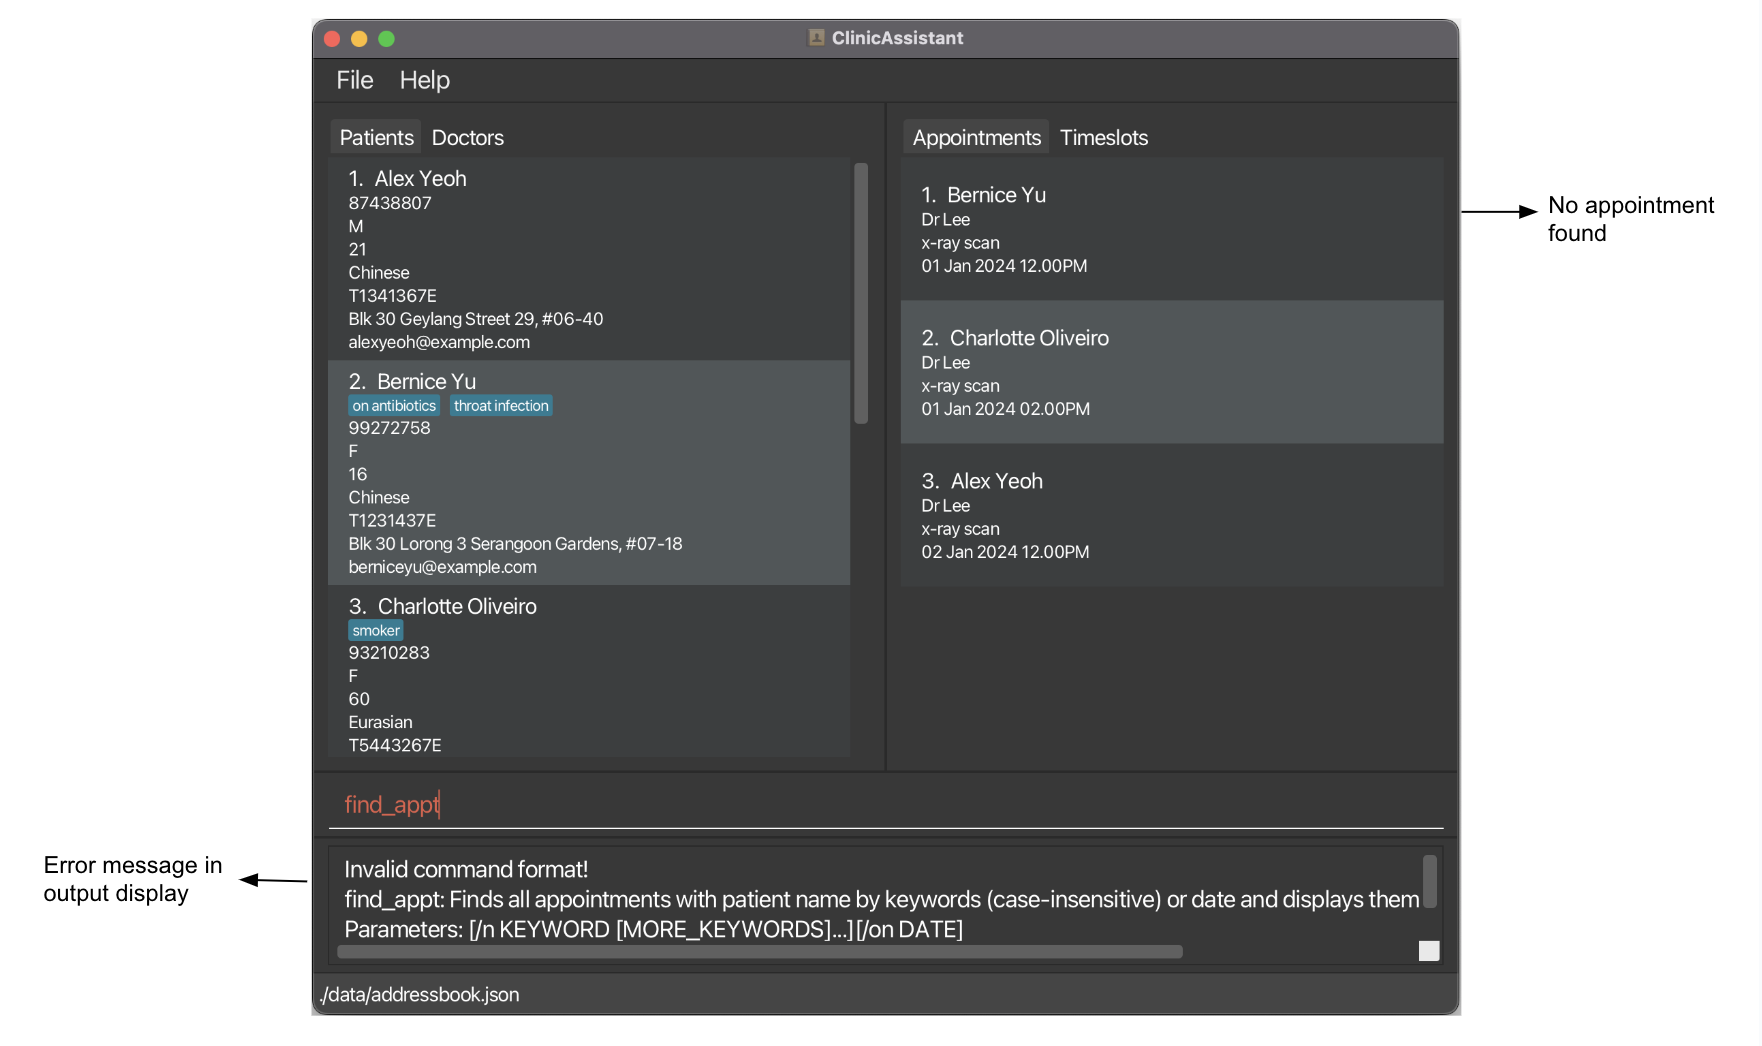 ClinicAssistant
File Help
Patients Doctors
1. Alex Yeoh
87438807
M
21
Chinese
T1341367E
Blk 30 Geylang Street 29, #06-40
alexyeoh@example.com
2. Bernice Yu
on antibiotics throat infection
99272758
F
16
Chinese
T1231437E
Blk 30 Lorong 3 Serangoon Gardens, #07-18
berniceyu@example.com
3. Charlotte Oliveiro
smoker
93210283
F
60
Eurasian
T5443267E
Appointments Timeslots
1. Bernice Yu
Dr Lee
x-ray scan
01 Jan 2024 12.00PM
2. Charlotte Oliveiro
Dr Lee
x-ray scan
01 Jan 2024 02.00PM
3. Alex Yeoh
Dr Lee
x-ray scan
02 Jan 2024 12.00PM
No appointment
found
find_appt
Error message in
output display
Invalid command format!
find_appt: Finds all appointments with patient name by keywords (case-insensitive) or date and displays them
Parameters: [/n KEYWORD [MORE_KEYWORDS]...][/on DATE]
./data/addressbook.json